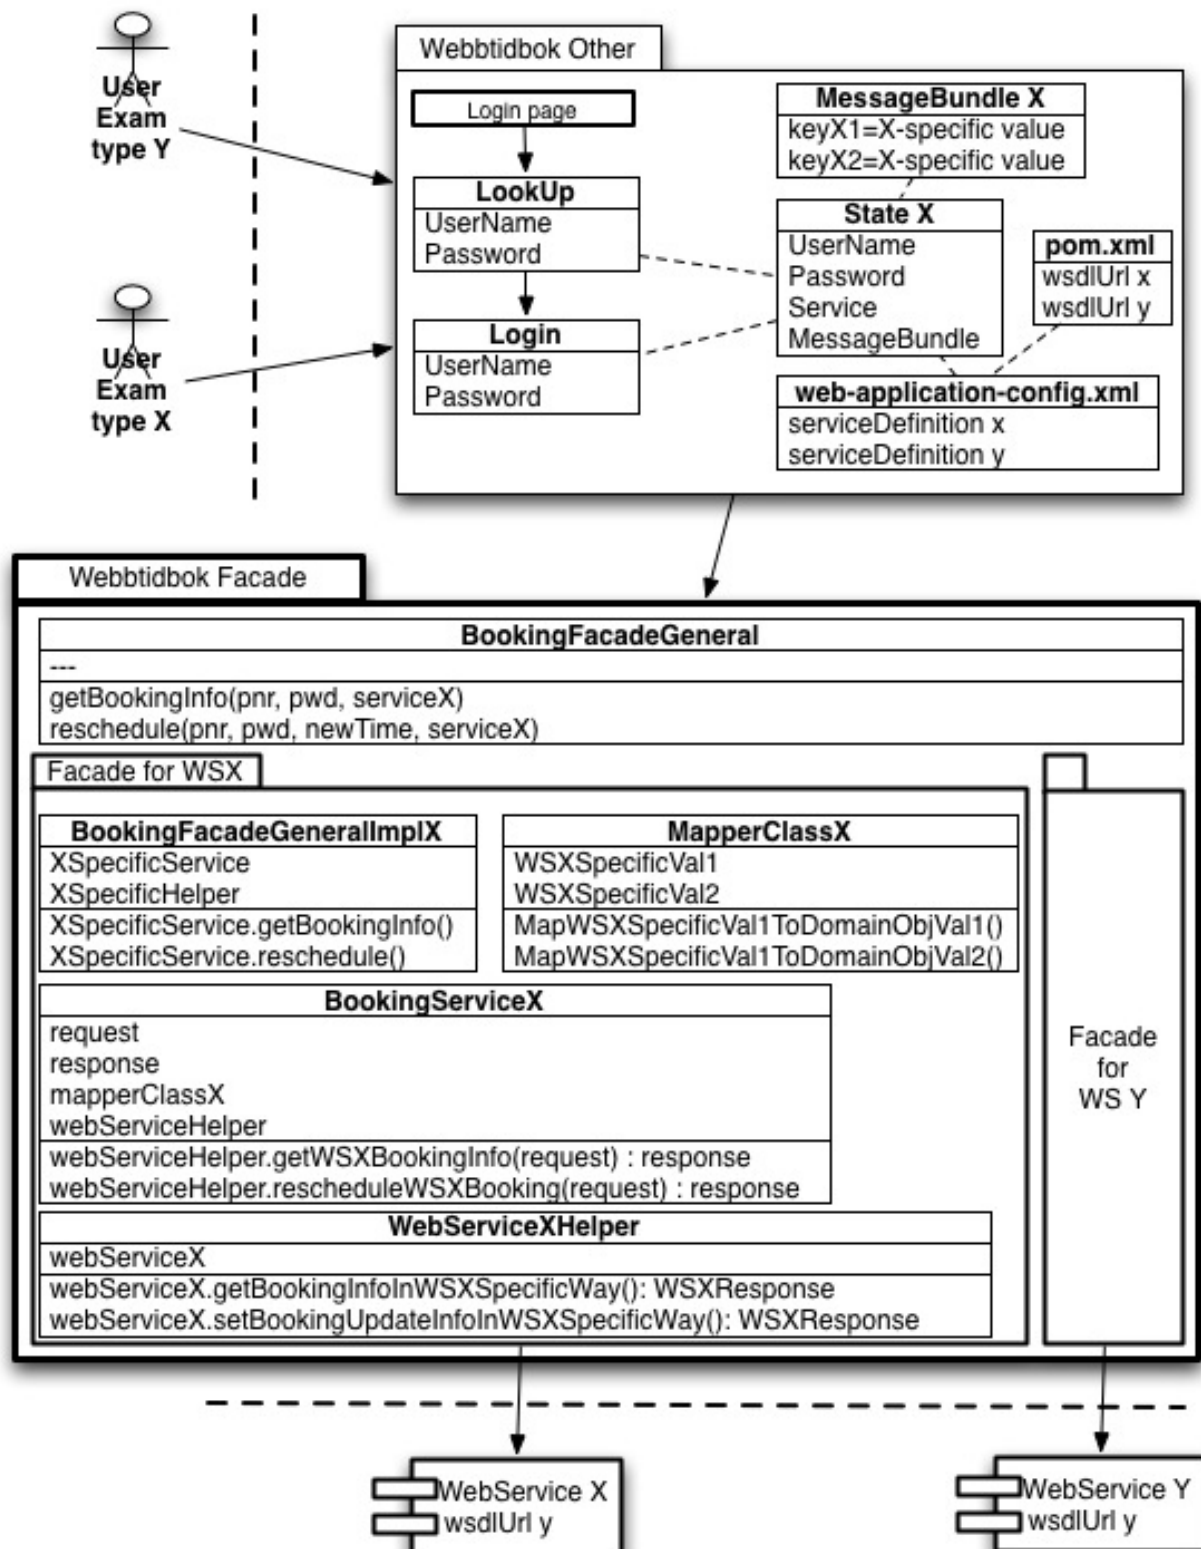 User
Exam
type Y
User
Exam
type X
Webbtidbok Other
Login page
LookUp
UserName
Password
Login
UserName
Password
MessageBundle X
keyX1=X-specific value
keyX2=X-specific value
State X
UserName
Password
Service
MessageBundle
pom.xml
wsdlUrl x
wsdlUrl y
web-application-config.xml
serviceDefinition x
serviceDefinition y
Webbtidbok Facade
BookingFacadeGeneral
---
getBookingInfo(pnr, pwd, serviceX)
reschedule(pnr, pwd, newTime, serviceX)
Facade for WSX
BookingFacadeGeneralImplX
XSpecificService
XSpecificHelper
XSpecificService.getBookingInfo()
XSpecificService.reschedule()
MapperClassX
WSXSpecificVal1
WSXSpecificVal2
MapWSXSpecificVal1ToDomainObjVal1()
MapWSXSpecificVal1ToDomainObjVal2()
BookingServiceX
request
response
mapperClassX
webServiceHelper
webServiceHelper.getWSXBookingInfo(request) : response
webServiceHelper.rescheduleWSXBooking(request) : response
WebServiceXHelper
webServiceX
webServiceX.getBookingInfoInWSXSpecificWay(): WSXResponse
webServiceX.setBookingUpdateInfoInWSXSpecificWay(): WSXResponse
Facade
for
WS Y
WebService X
wsdlUrl y
WebService Y
wsdlUrl y